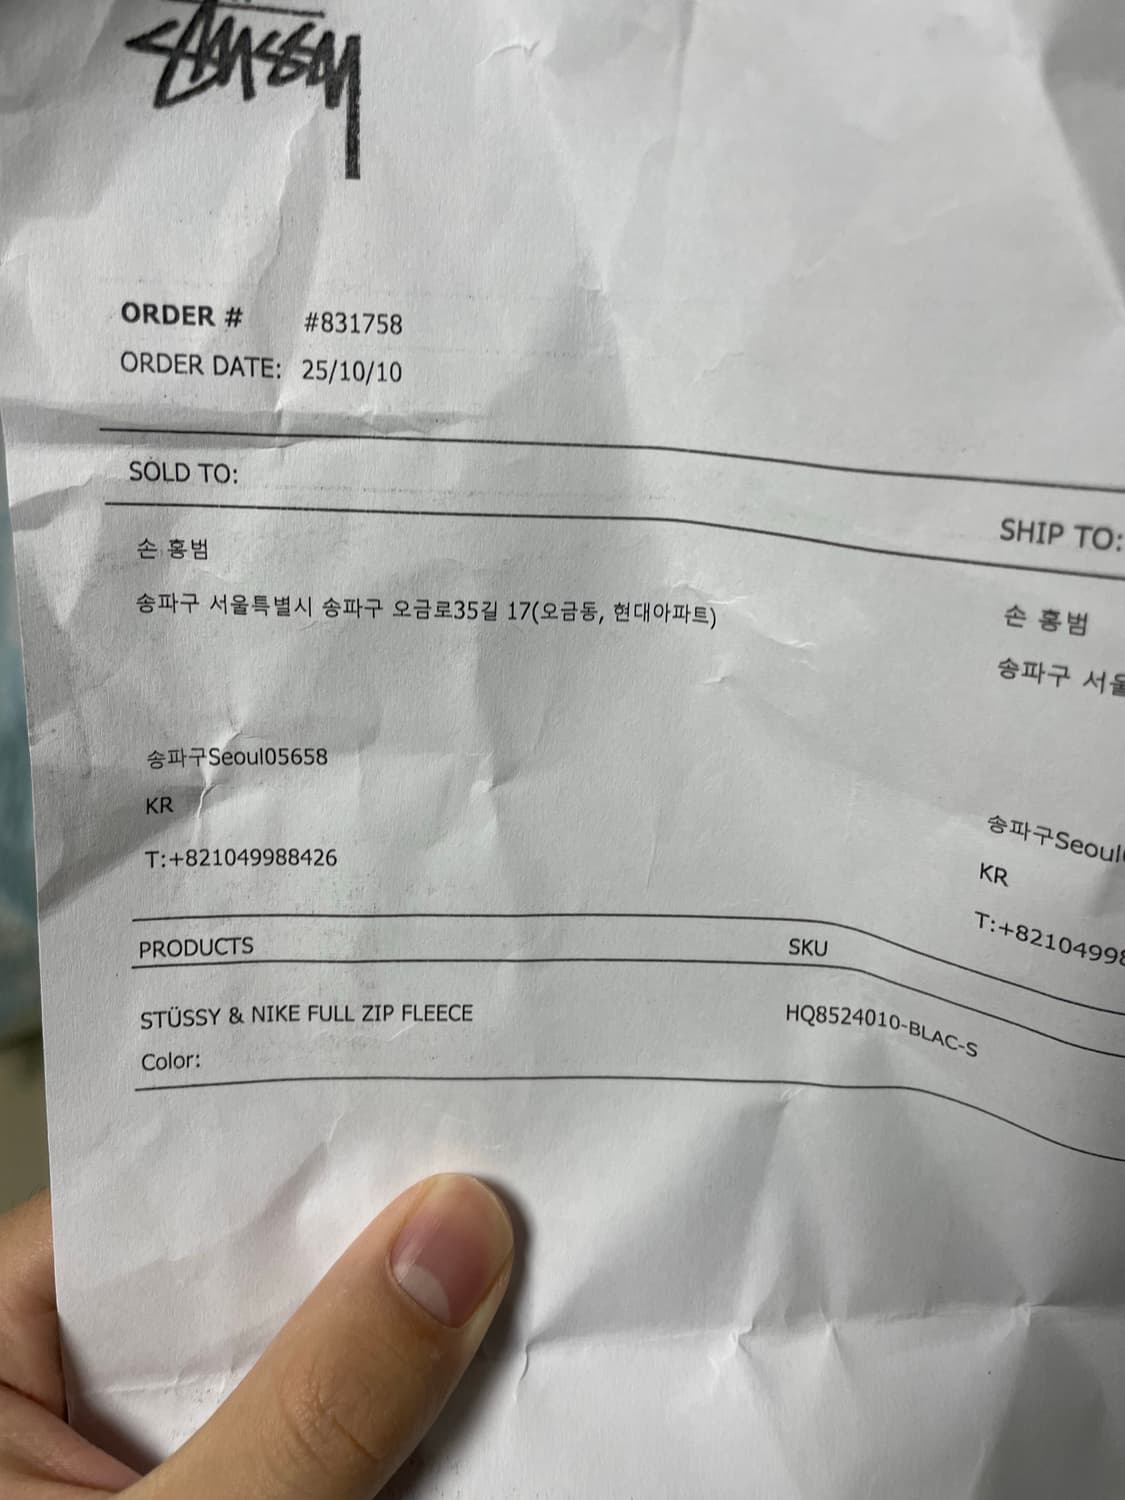 STÜSSY
ORDER # #831758
ORDER DATE: 25/10/10
SOLD TO:
손 홍범
송파구 서울특별시 송파구 오금로35길 17(오금동, 현대아파트)
송파구Seoul05658
KR
T:+821049988426
SHIP TO:
손 홍범
송파구 서울
송파구Seoul
KR
T:+82104998
PRODUCTS SKU
STÜSSY & NIKE FULL ZIP FLEECE HQ8524010-BLAC-S
Color: